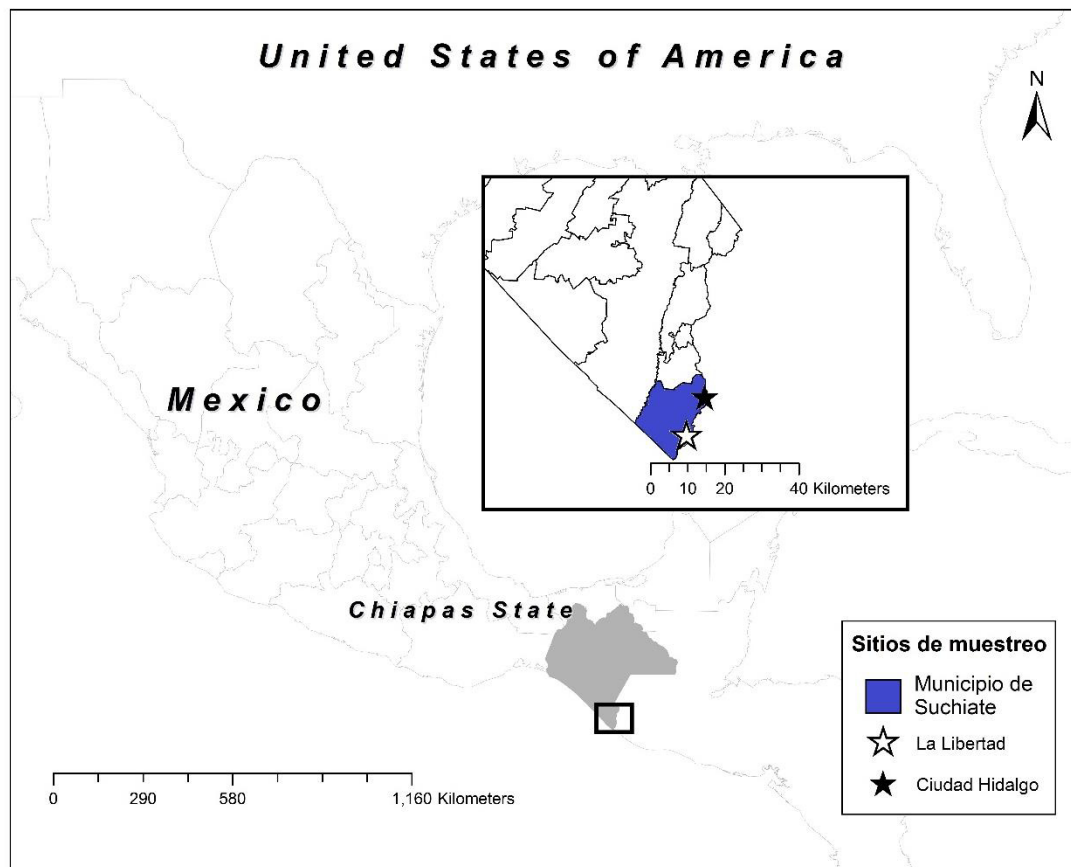 United States of America
N
Mexico
0 10 20 40 Kilometers
Chiapas State
Sitios de muestreo
Municipio de
Suchiate
La Libertad
Ciudad Hidalgo
0 290 580 1,160 Kilometers